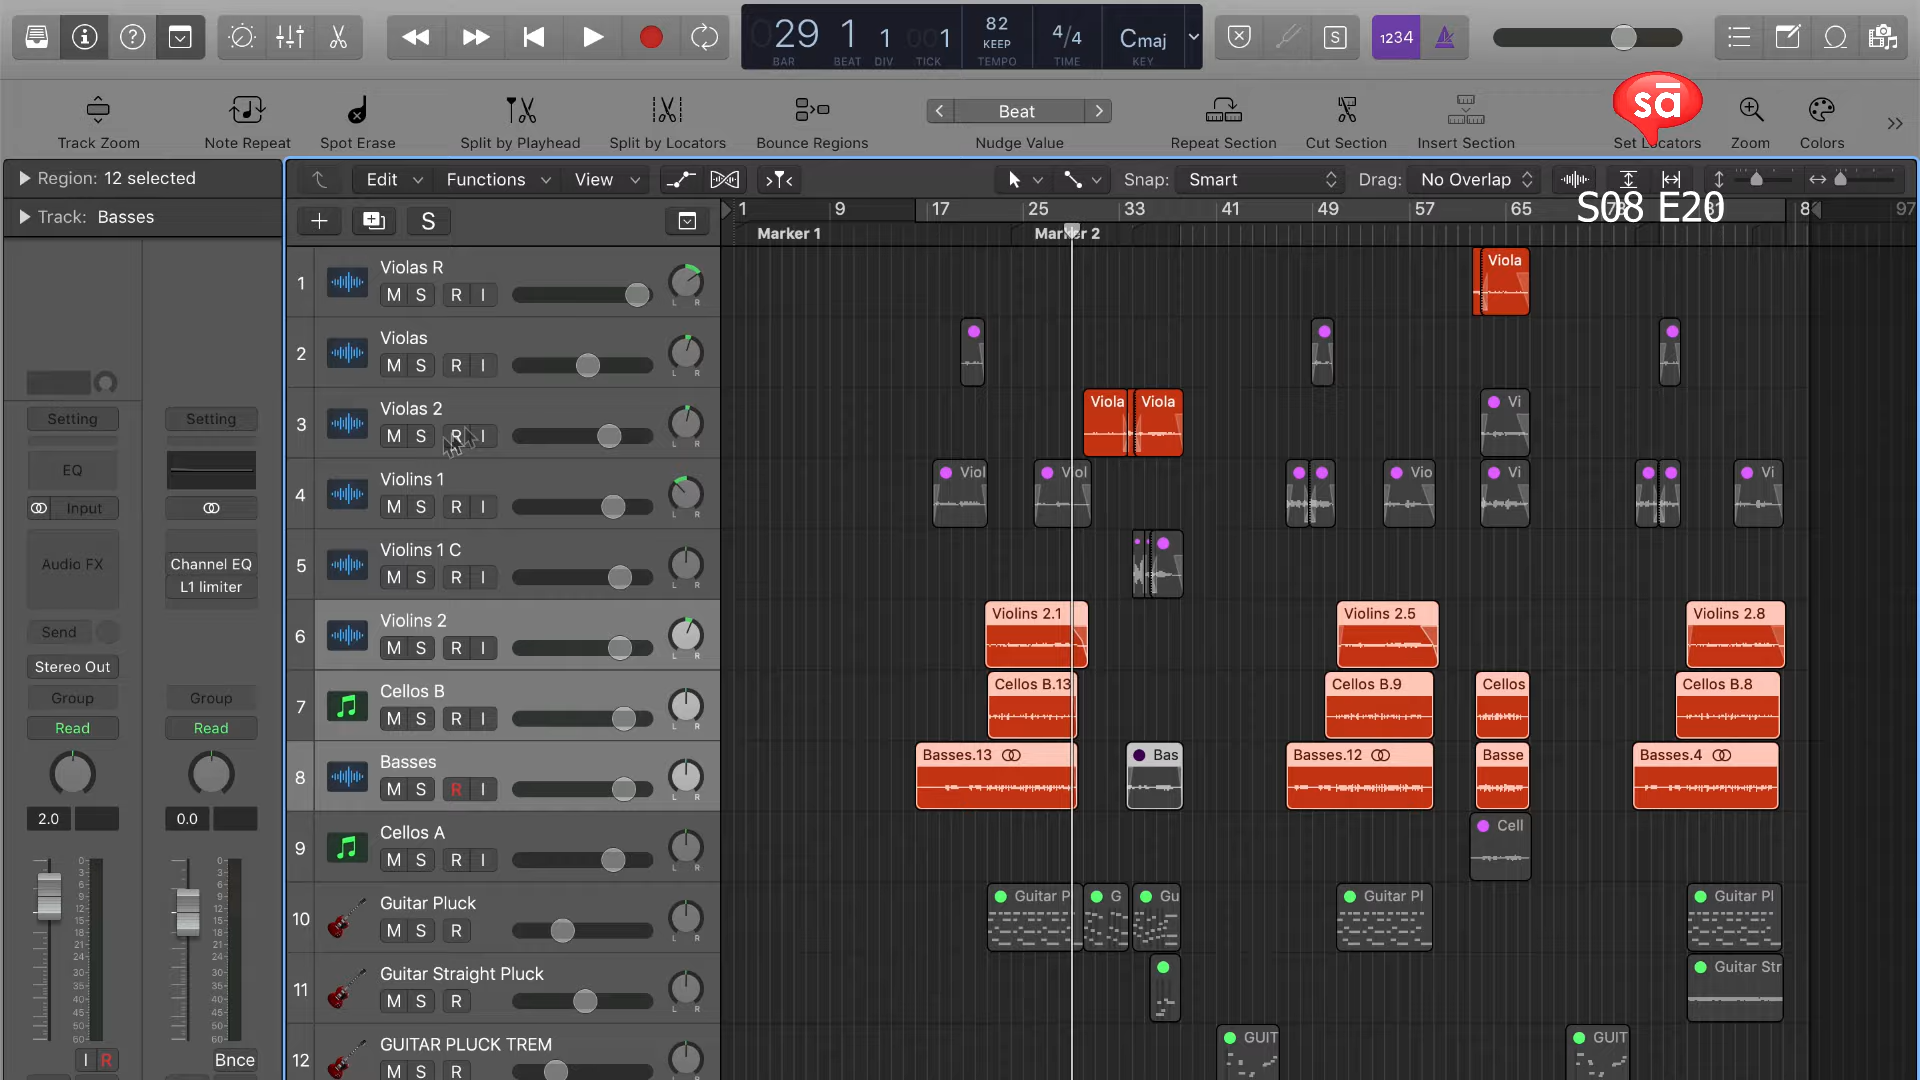 29 1 1 001
BAR BEAT DIV TICK
82
KEEP
TEMPO
4/4
TIME
Cmaj
KEY
S
1234
Track Zoom
Note Repeat
Spot Erase
Split by Playhead
Split by Locators
Bounce Regions
Beat
Nudge Value
Repeat Section
Cut Section
Insert Section
sā
Set Locators
Zoom
Colors
Region: 12 selected
Edit
Functions
View
Snap: Smart
Drag: No Overlap
S08 E20
Track: Basses
S
1 9 17 25 33 41 49 57 65 97
Marker 1
Marker 2
1 Violas R
M S R I
Viola
2 Violas
M S R I
3 Violas 2
M S R I
Viola Viola Vi
4 Violins 1
M S R I
Viol Viol Vio Vi Vi
5 Violins 1 C
M S R I
6 Violins 2
M S R I
Violins 2.1 Violins 2.5 Violins 2.8
7 Cellos B
M S R I
Cellos B.13 Cellos B.9 Cellos Cellos B.8
8 Basses
M S R I
Basses.13 Bas Basses.12 Basse Basses.4
9 Cellos A
M S R I
Cell
10 Guitar Pluck
M S R
Guitar P G Gu Guitar Pl Guitar Pl
11 Guitar Straight Pluck
M S R
Guitar Str
12 GUITAR PLUCK TREM
M S R
GUIT GUIT
Setting Setting
EQ
Input
Audio FX
Channel EQ
L1 limiter
Send
Stereo Out
Group Group
Read Read
2.0 0.0
I R
Bnce